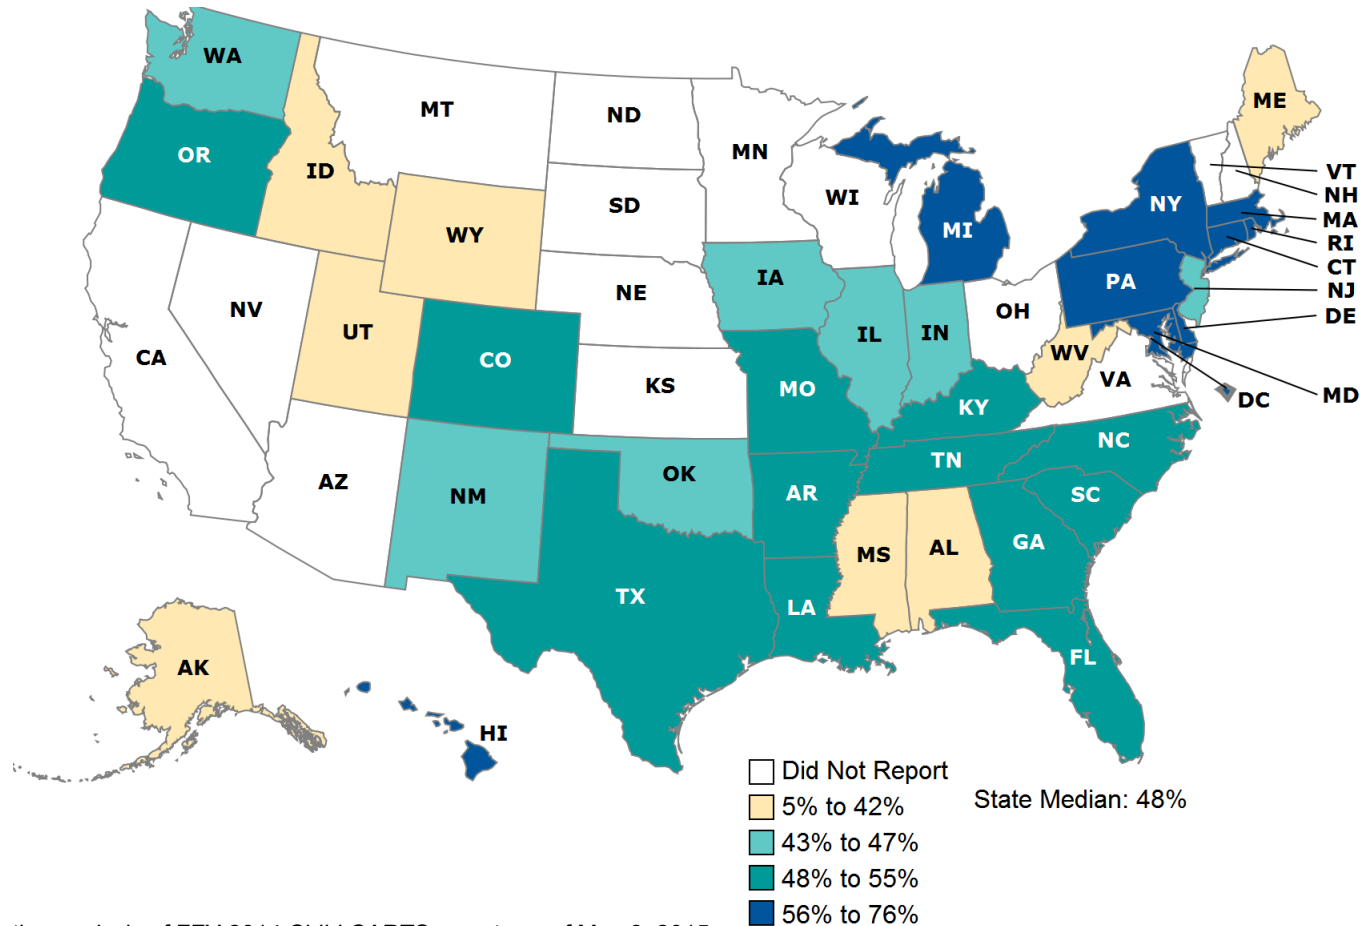 WA
MT
ND
MN
ME
OR
ID
SD
WI
VT
NH
WY
MI
NY
MA
RI
CT
IA
NE
PA
NJ
NV
UT
CO
IL
IN
OH
DE
CA
KS
MO
WV
VA
MD
DC
KY
AZ
NM
OK
AR
TN
NC
SC
MS
AL
GA
TX
LA
FL
AK
HI
Did Not Report
5% to 42%
State Median: 48%
43% to 47%
48% to 55%
56% to 76%